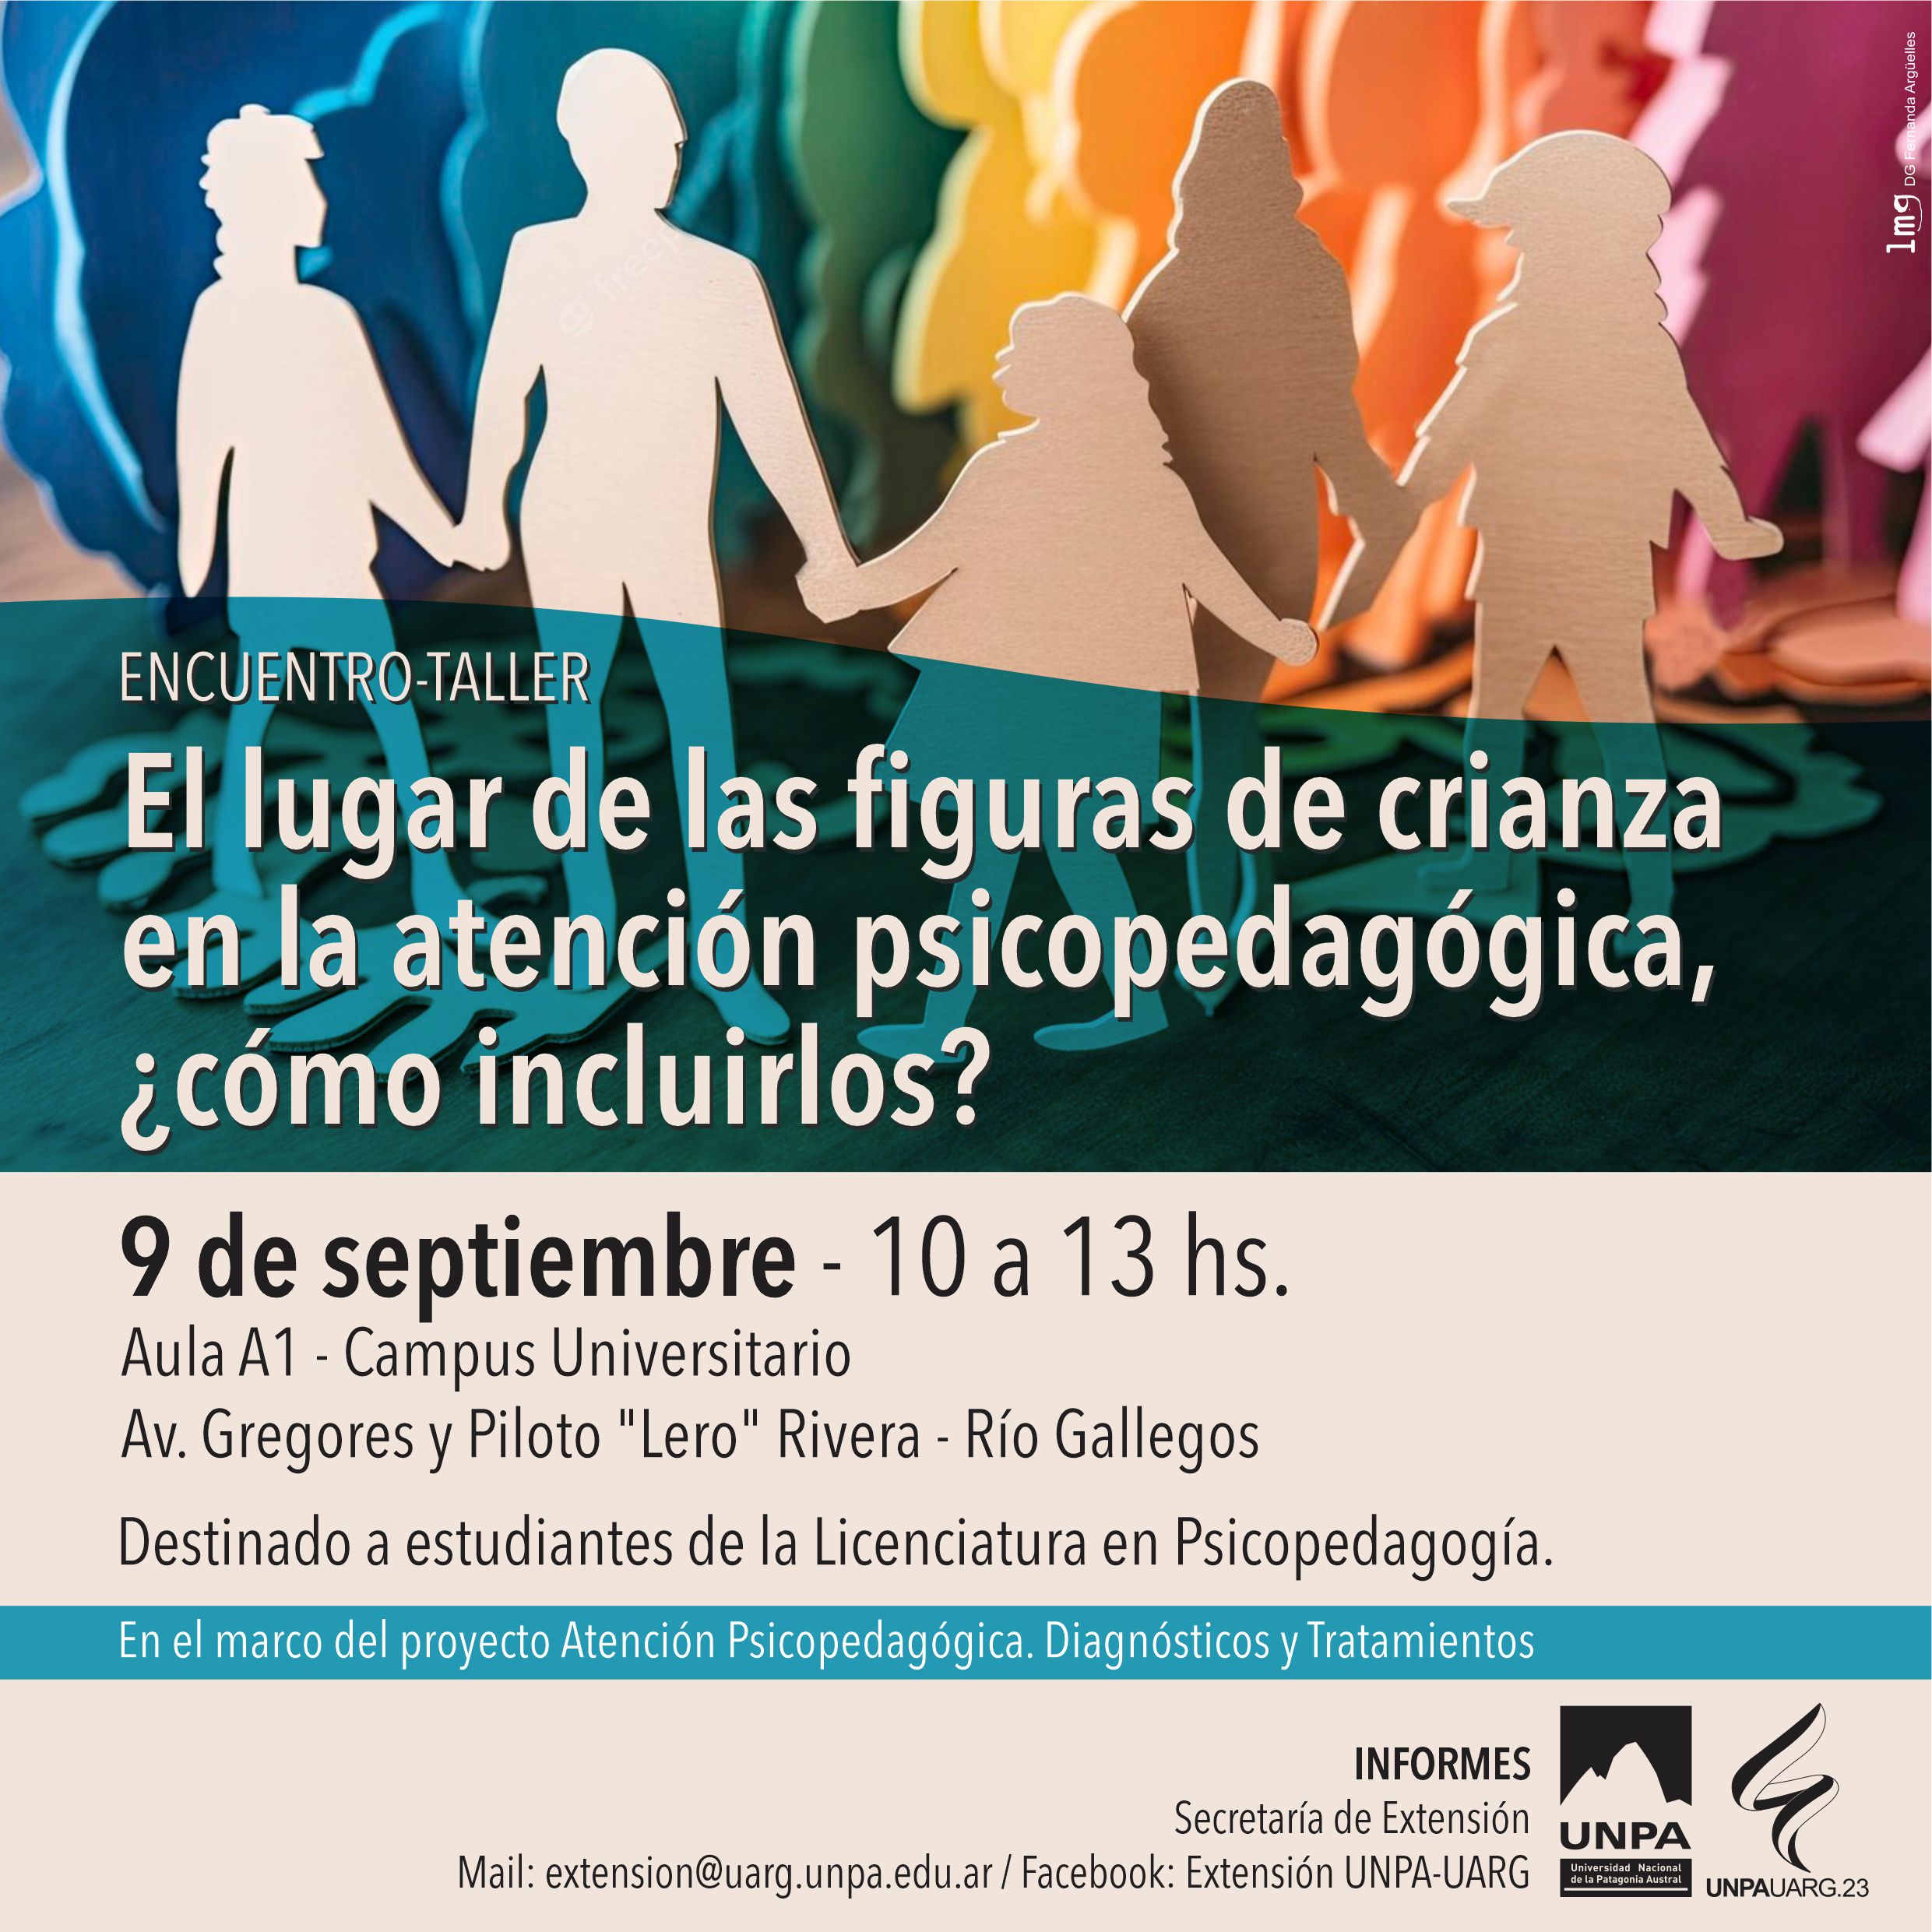 DG Fernanda Argüelles
lmg
freep
ENCUENTRO-TALLER
El lugar de las figuras de crianza
en la atención psicopedagógica,
¿cómo incluirlos?
9 de septiembre - 10 a 13 hs.
Aula A1 - Campus Universitario
Av. Gregores y Piloto "Lero" Rivera - Río Gallegos
Destinado a estudiantes de la Licenciatura en Psicopedagogía.
En el marco del proyecto Atención Psicopedagógica. Diagnósticos y Tratamientos
INFORMES
Secretaría de Extensión
Mail: extension@uarg.unpa.edu.ar / Facebook: Extensión UNPA-UARG
UNPA
Universidad Nacional
de la Patagonia Austral
UNPAUARG.23